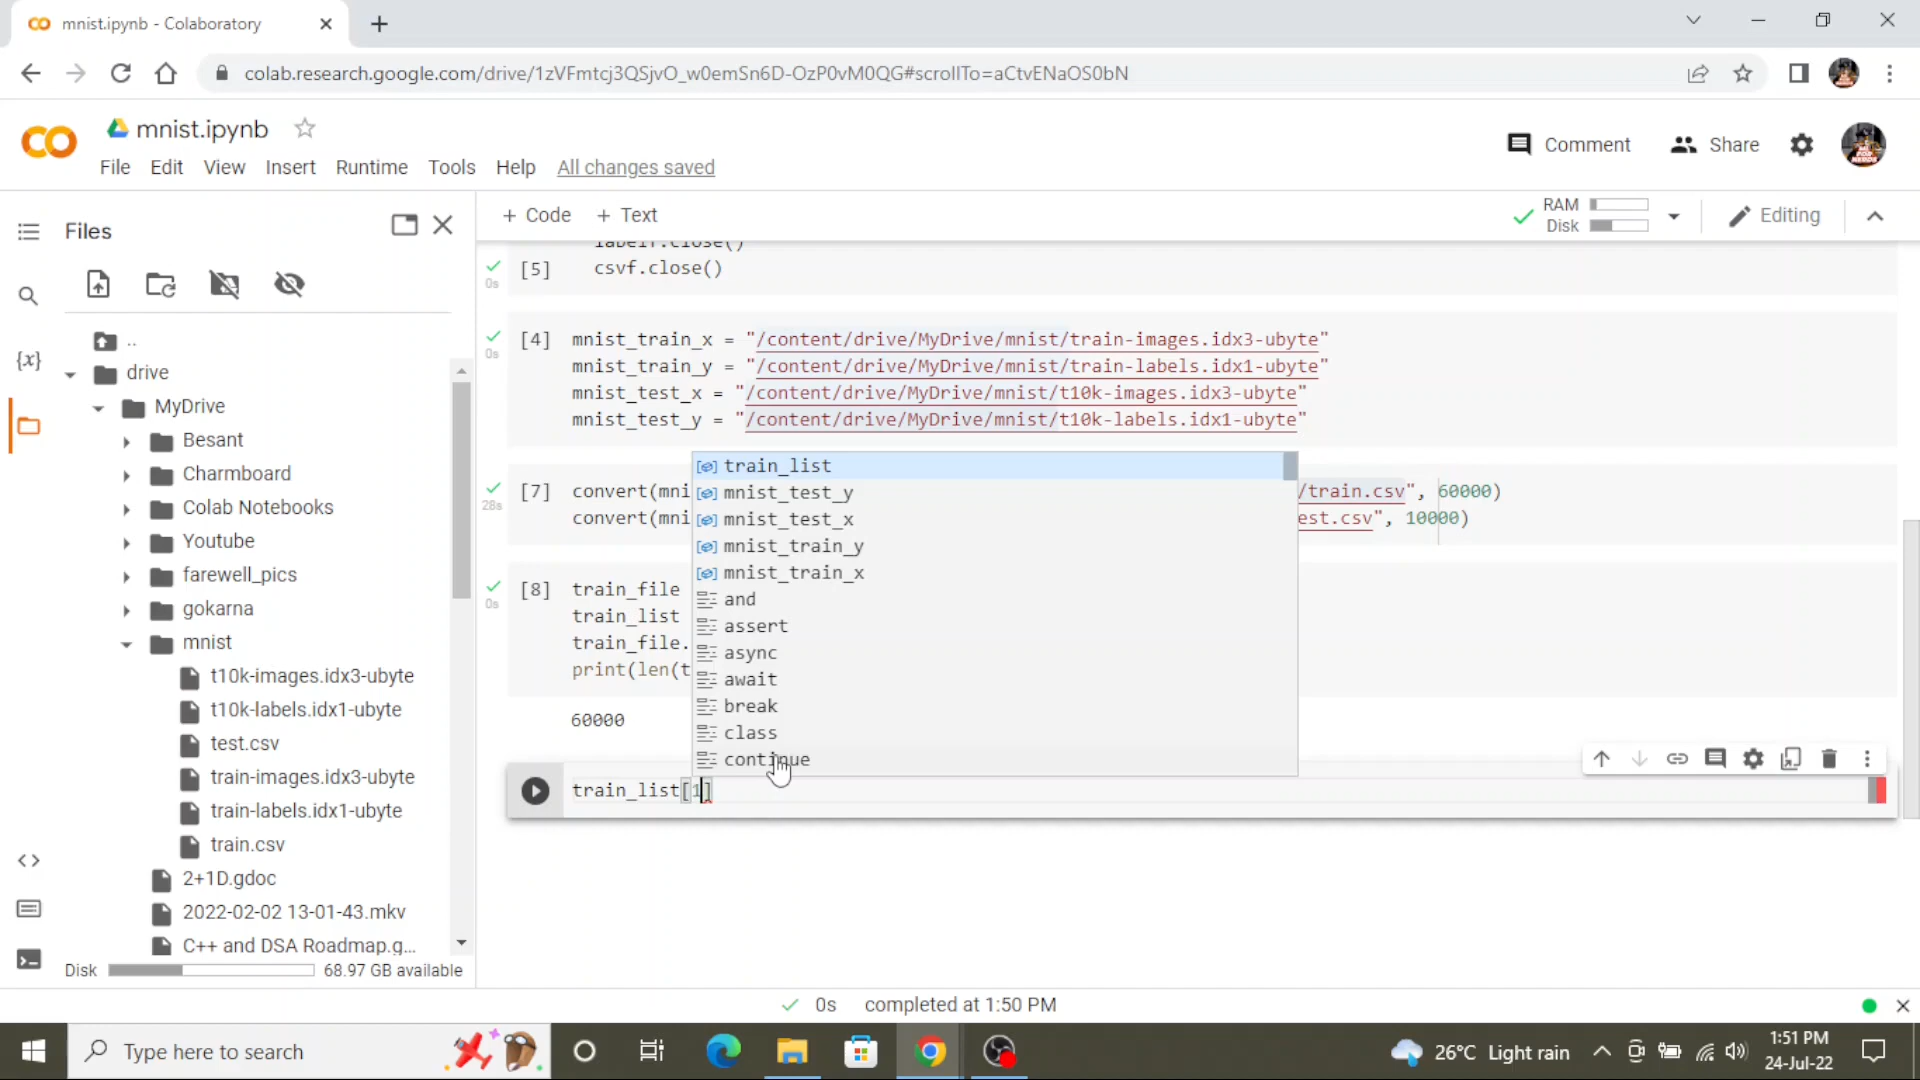 mnist.ipynb - Colaboratory
colab.research.google.com/drive/1zVFmtcj3QSjvO_w0emSn6D-OzP0vM0QG#scrollTo=aCtvENaOS0bN
mnist.ipynb
File Edit View Insert Runtime Tools Help All changes saved
Comment Share
+ Code + Text
RAM
Disk
Editing
Files
..
drive
MyDrive
Besant
Charmboard
Colab Notebooks
Youtube
farewell_pics
gokarna
mnist
t10k-images.idx3-ubyte
t10k-labels.idx1-ubyte
test.csv
train-images.idx3-ubyte
train-labels.idx1-ubyte
train.csv
2+1D.gdoc
2022-02-02 13-01-43.mkv
C++ and DSA Roadmap.g...
Disk 68.97 GB available
labelf.close()
[5] csvf.close()
0s
[4] mnist_train_x = "/content/drive/MyDrive/mnist/train-images.idx3-ubyte"
0s
mnist_train_y = "/content/drive/MyDrive/mnist/train-labels.idx1-ubyte"
mnist_test_x = "/content/drive/MyDrive/mnist/t10k-images.idx3-ubyte"
mnist_test_y = "/content/drive/MyDrive/mnist/t10k-labels.idx1-ubyte"
[7] convert(mni /train.csv", 60000)
28s
convert(mni est.csv", 10000)
[8] train_file
0s
train_list
train_file.
print(len(t
60000
train_list
mnist_test_y
mnist_test_x
mnist_train_y
mnist_train_x
and
assert
async
await
break
class
continue
train_list[1]
0s completed at 1:50 PM
Type here to search
26°C Light rain
1:51 PM
24-Jul-22